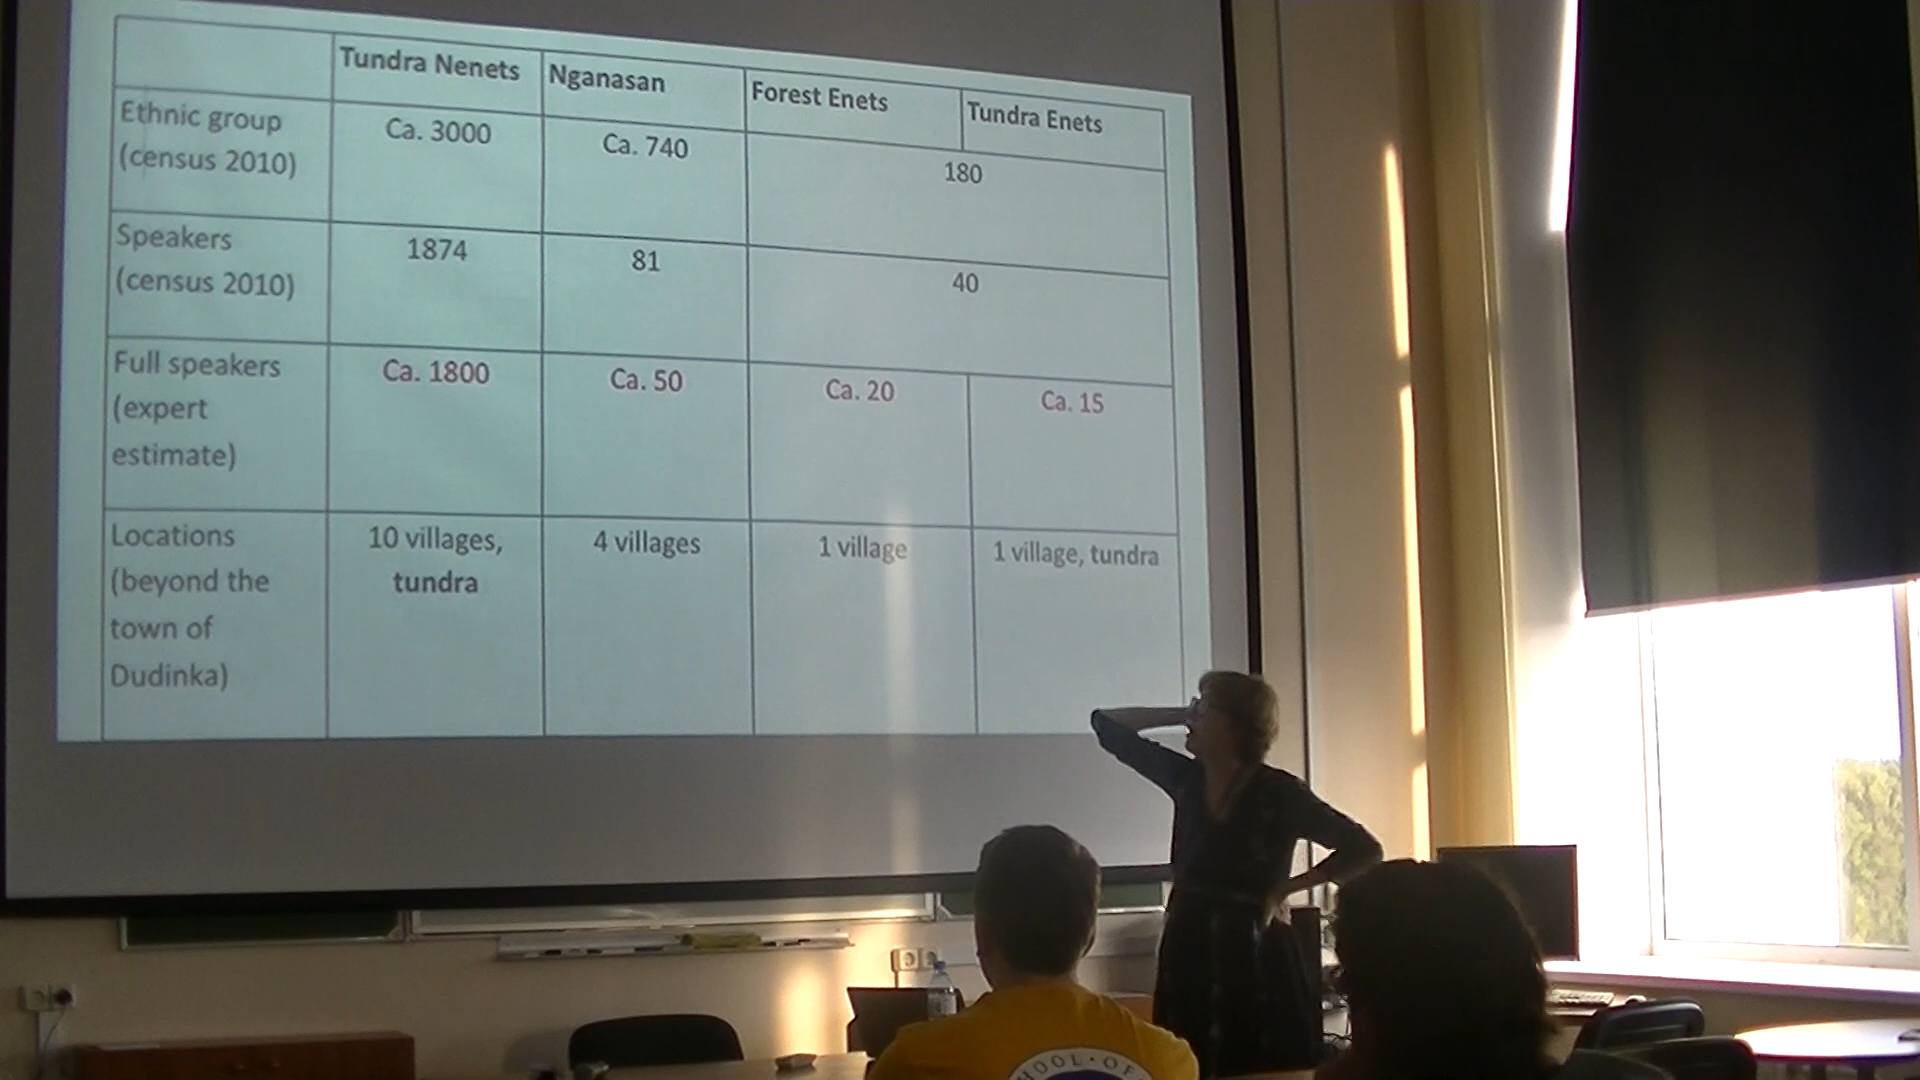 Tundra Nenets
Nganasan
Forest Enets
Tundra Enets
Ethnic group
(census 2010)
Ca. 3000
Ca. 740
180
Speakers
(census 2010)
1874
81
40
Full speakers
(expert
estimate)
Ca. 1800
Ca. 50
Ca. 20
Ca. 15
Locations
(beyond the
town of
Dudinka)
10 villages,
tundra
4 villages
1 village
1 village, tundra
OF